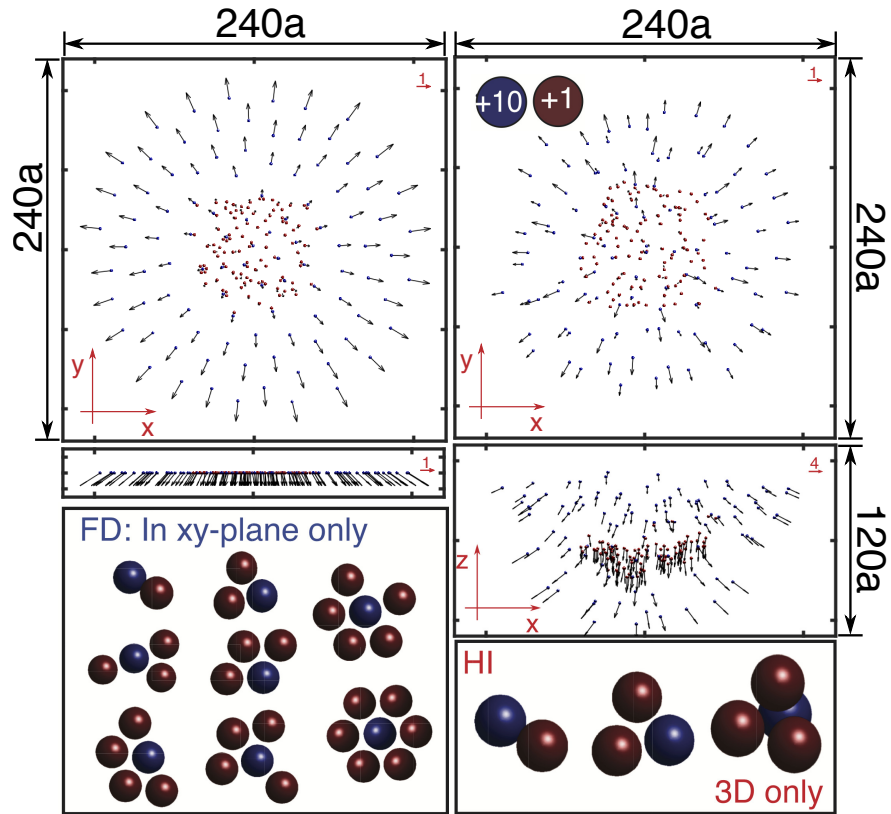 240a
240a
240a
1
y
x
1
+10
+1
y
x
240a
1
4
z
x
120a
FD: In xy-plane only
HI
3D only